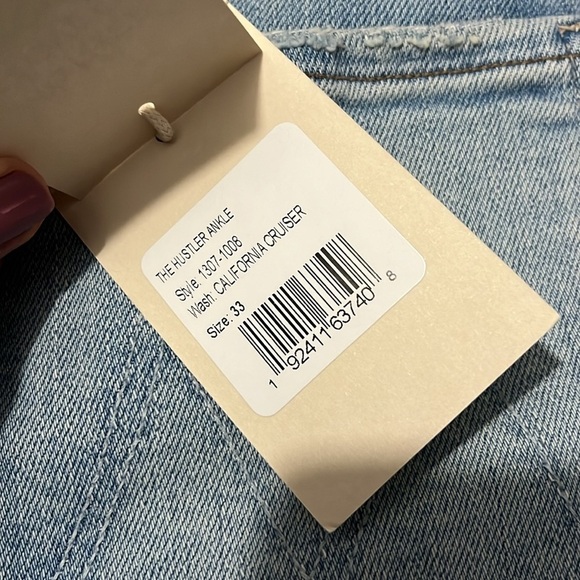 THE HUSTLER ANKLE
Style: 1307-1008
Wash: CALIFORNIA CRUISER
Size: 33
1 92411 63740 8